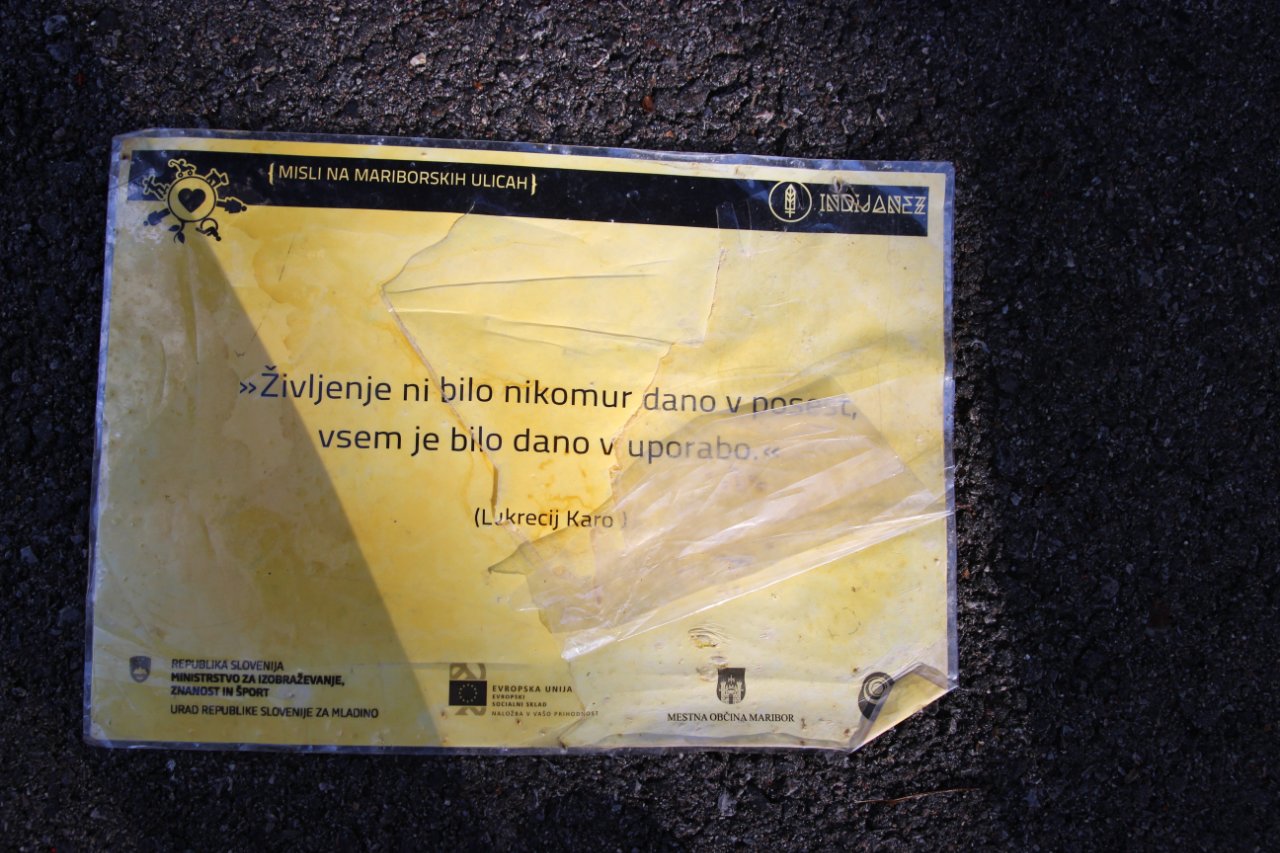 {MISLI NA MARIBORSKIH ULICAH}
INDIJANEZ
»Življenje ni bilo nikomur dano v posest,
vsem je bilo dano v uporabo.«
(Lukrecij Karo )
REPUBLIKA SLOVENIJA
MINISTRSTVO ZA IZOBRAŽEVANJE,
ZNANOST IN ŠPORT
URAD REPUBLIKE SLOVENIJE ZA MLADINO
EVROPSKA UNIJA
EVROPSKI
SOCIALNI SKLAD
NALOŽBA V VAŠO PRIHODNOST
MESTNA OBČINA MARIBOR